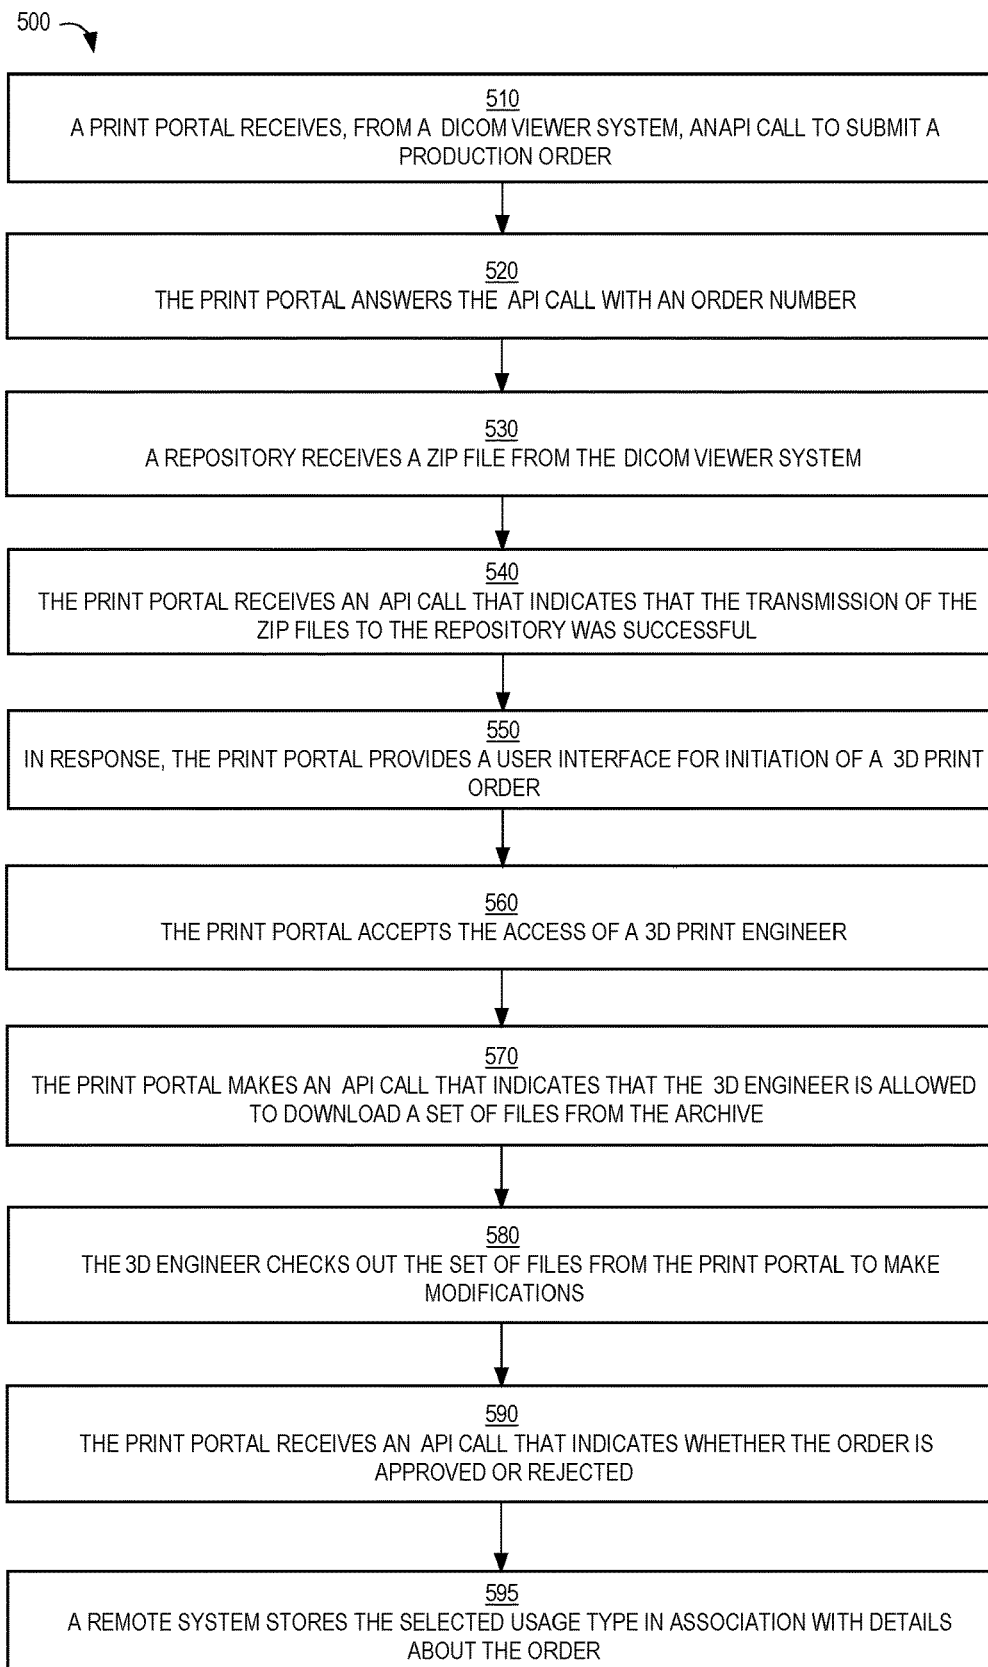 500
510
A PRINT PORTAL RECEIVES, FROM A DICOM VIEWER SYSTEM, ANAPI CALL TO SUBMIT A
PRODUCTION ORDER
520
THE PRINT PORTAL ANSWERS THE API CALL WITH AN ORDER NUMBER
530
A REPOSITORY RECEIVES A ZIP FILE FROM THE DICOM VIEWER SYSTEM
540
THE PRINT PORTAL RECEIVES AN API CALL THAT INDICATES THAT THE TRANSMISSION OF THE
ZIP FILES TO THE REPOSITORY WAS SUCCESSFUL
550
IN RESPONSE, THE PRINT PORTAL PROVIDES A USER INTERFACE FOR INITIATION OF A 3D PRINT
ORDER
560
THE PRINT PORTAL ACCEPTS THE ACCESS OF A 3D PRINT ENGINEER
570
THE PRINT PORTAL MAKES AN API CALL THAT INDICATES THAT THE 3D ENGINEER IS ALLOWED
TO DOWNLOAD A SET OF FILES FROM THE ARCHIVE
580
THE 3D ENGINEER CHECKS OUT THE SET OF FILES FROM THE PRINT PORTAL TO MAKE
MODIFICATIONS
590
THE PRINT PORTAL RECEIVES AN API CALL THAT INDICATES WHETHER THE ORDER IS
APPROVED OR REJECTED
595
A REMOTE SYSTEM STORES THE SELECTED USAGE TYPE IN ASSOCIATION WITH DETAILS
ABOUT THE ORDER